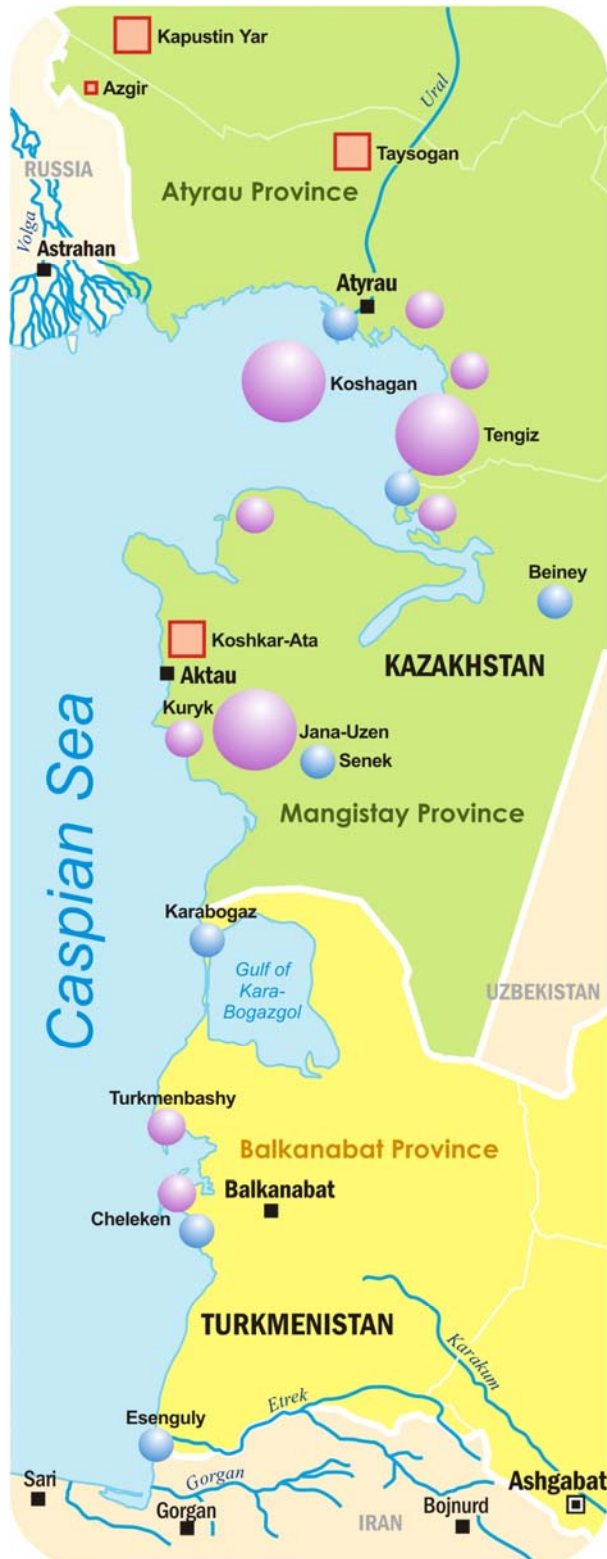 Kapustin Yar
Azgir
Ural
Taysogan
RUSSIA
Atyrau Province
Volga
Astrahan
Atyrau
Koshagan
Tengiz
Beiney
Koshkar-Ata
KAZAKHSTAN
Aktau
Kuryk
Jana-Uzen
Senek
Caspian Sea
Mangistay Province
Karabogaz
Gulf of
Kara-
Bogazgol
UZBEKISTAN
Turkmenbashy
Balkanabat Province
Balkanabat
Cheleken
TURKMENISTAN
Karakum
Etrek
Esenguly
Sari
Gorgan
Ashgabat
Gorgan
IRAN
Bojnurd